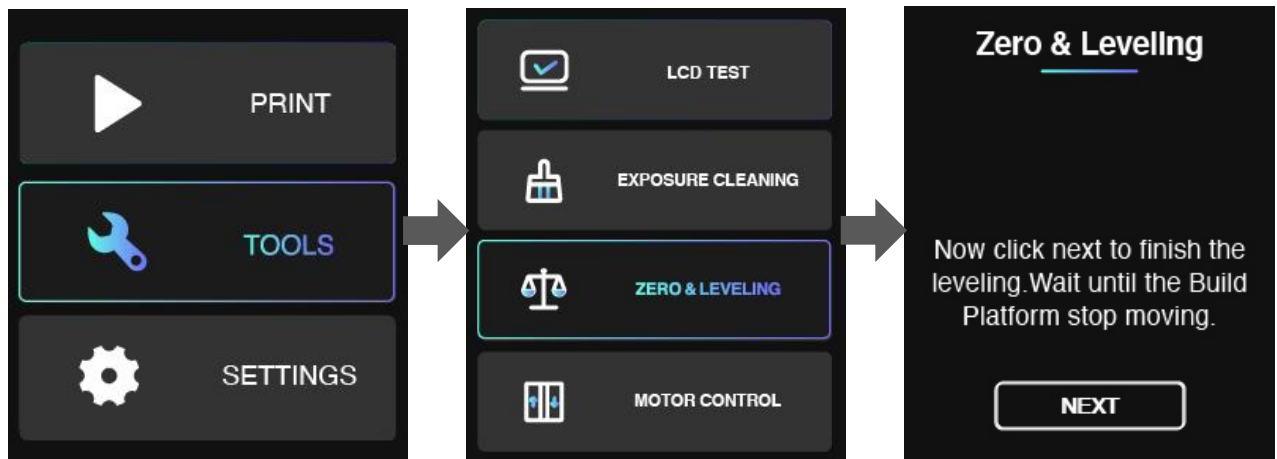 PRINT
TOOLS
SETTINGS
LCD TEST
EXPOSURE CLEANING
ZERO & LEVELING
MOTOR CONTROL
Zero & Leveling
Now click next to finish the
leveling.Wait until the Build
Platform stop moving.
NEXT